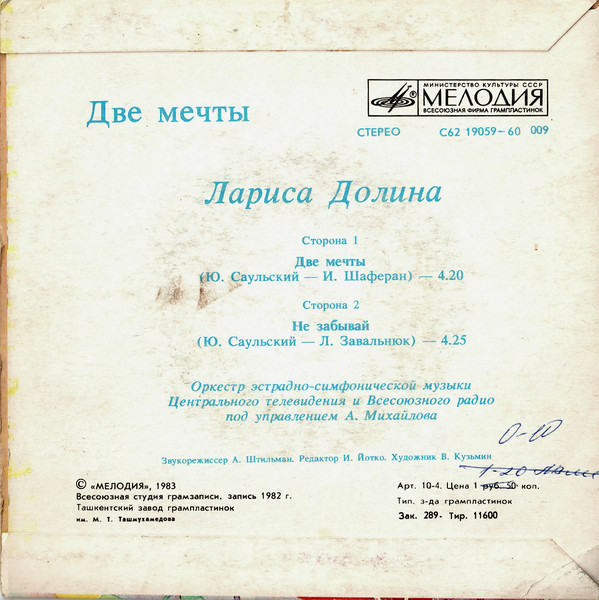 МИНИСТЕРСТВО КУЛЬТУРЫ СССР
МЕЛОДИЯ
ВСЕСОЮЗНАЯ ФИРМА ГРАМПЛАСТИНОК
Две мечты
СТЕРЕО С62 19059-60 009
Лариса Долина
Сторона 1
Две мечты
(Ю. Саульский — И. Шаферан) — 4.20
Сторона 2
Не забывай
(Ю. Саульский — Л. Завальнюк) — 4.25
Оркестр эстрадно-симфонической музыки
Центрального телевидения и Всесоюзного радио
под управлением А. Михайлова
0-10
Звукорежиссер А. Штильман. Редактор И. Йотко. Художник В. Кузьмин
1-20
© «МЕЛОДИЯ», 1983
Всесоюзная студия грамзаписи, запись 1982 г.
Ташкентский завод грампластинок
им. М. Т. Ташмухамедова
Арт. 10-4. Цена 1 руб. 50 коп.
Тип. з-да грампластинок
Зак. 289- Тир. 11600